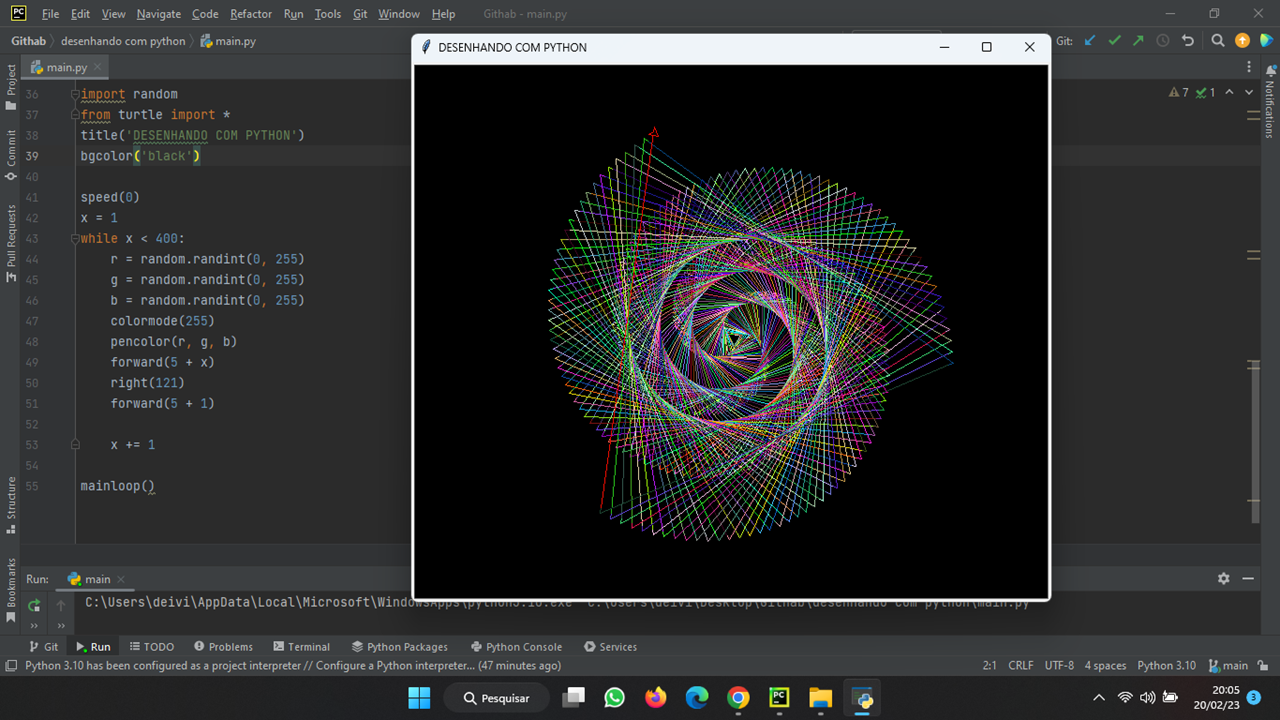 PC File Edit View Navigate Code Refactor Run Tools Git Window Help Githab - main.py
Githab desenhando com python main.py Git:
DESENHANDO COM PYTHON
main.py
Project
Commit
Pull Requests
Structure
Bookmarks
Notifications
7 1
36 import random
37 from turtle import *
38 title('DESENHANDO COM PYTHON')
39 bgcolor('black')
40
41 speed(0)
42 x = 1
43 while x < 400:
44 r = random.randint(0, 255)
45 g = random.randint(0, 255)
46 b = random.randint(0, 255)
47 colormode(255)
48 pencolor(r, g, b)
49 forward(5 + x)
50 right(121)
51 forward(5 + 1)
52
53 x += 1
54
55 mainloop()
Run: main
C:\Users\deivi\AppData\Local\Microsoft\WindowsApps\python3.10.exe "C:\Users\deivi\Desktop\Githab\desenhando com python\main.py"
Git Run TODO Problems Terminal Python Packages Python Console Services
Python 3.10 has been configured as a project interpreter // Configure a Python interpreter... (47 minutes ago) 2:1 CRLF UTF-8 4 spaces Python 3.10 main
Pesquisar PC 20:05
20/02/23 3